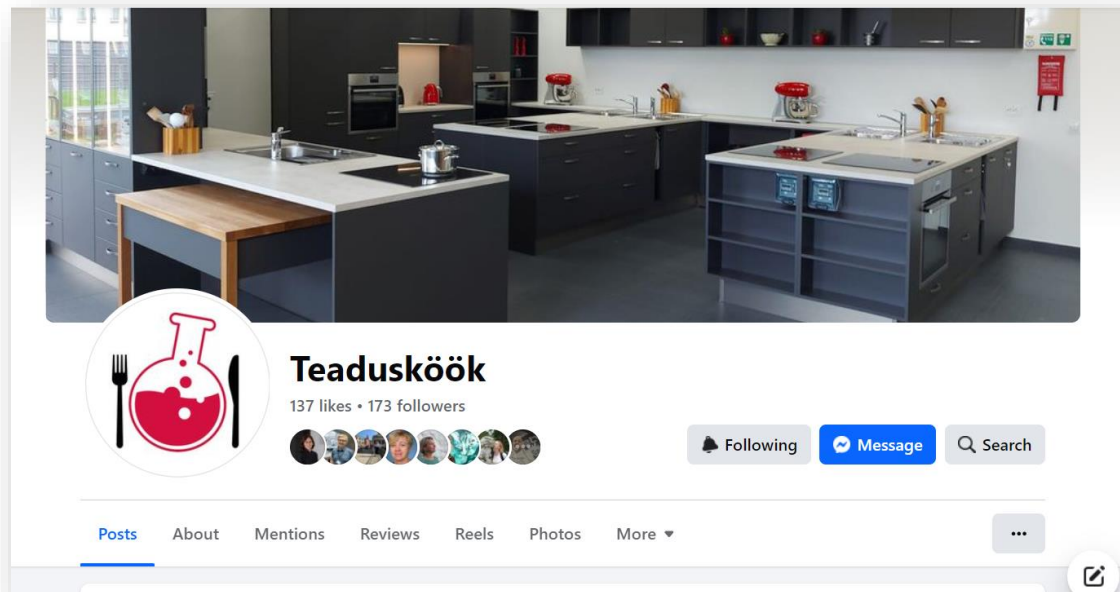 Teadusköök
137 likes • 173 followers
Following
Message
Search
Posts
About
Mentions
Reviews
Reels
Photos
More